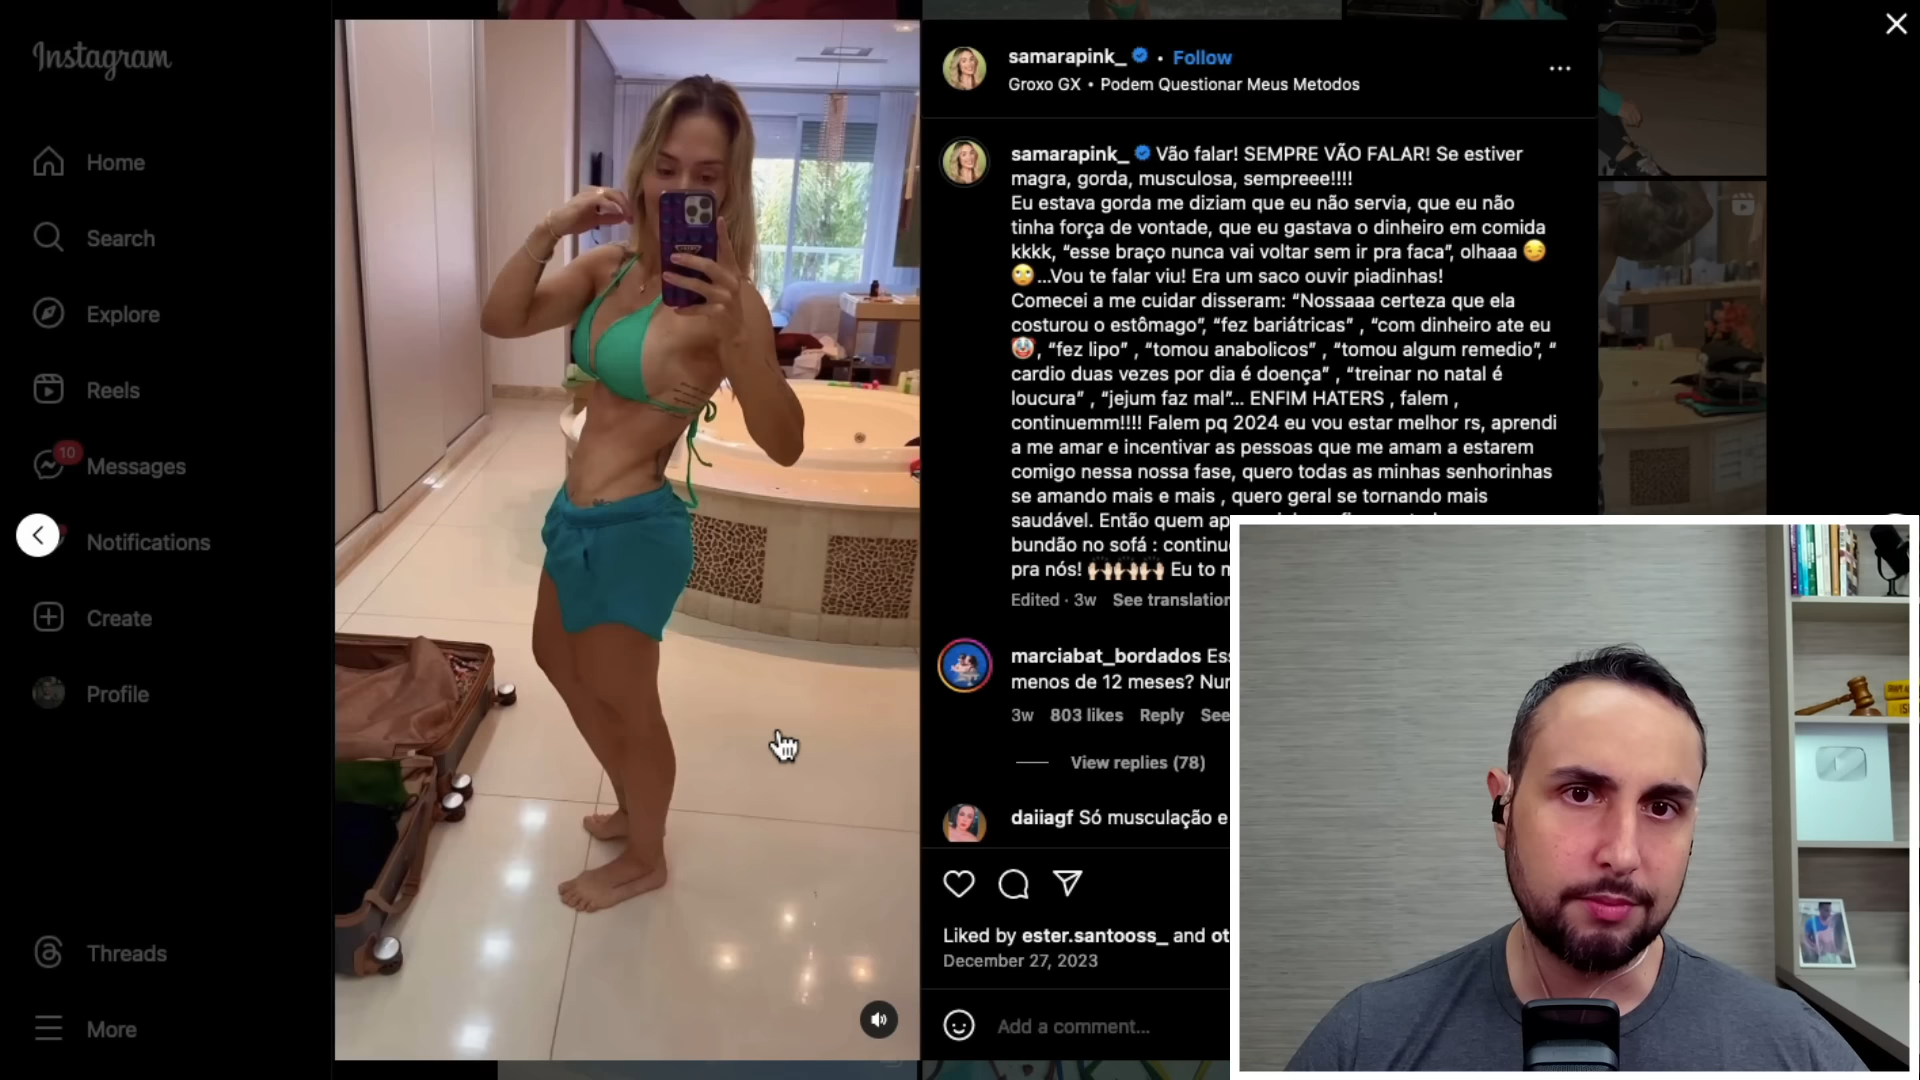 Instagram
Home
Search
Explore
Reels
10
Messages
Notifications
Create
Profile
Threads
More
samarapink_ • Follow
Groxo GX • Podem Questionar Meus Metodos
samarapink_ Vão falar! SEMPRE VÃO FALAR! Se estiver
magra, gorda, musculosa, sempreee!!!!
Eu estava gorda me diziam que eu não servia, que eu não
tinha força de vontade, que eu gastava o dinheiro em comida
kkkk, “esse braço nunca vai voltar sem ir pra faca”, olhaaa 😏
🙄...Vou te falar viu! Era um saco ouvir piadinhas!
Comecei a me cuidar disseram: “Nossaaa certeza que ela
costurou o estômago”, “fez bariátricas” , “com dinheiro ate eu
🤡, “fez lipo” , “tomou anabolicos” , “tomou algum remedio”, “
cardio duas vezes por dia é doença” , “treinar no natal é
loucura” , “jejum faz mal”... ENFIM HATERS , falem ,
continuemm!!!! Falem pq 2024 eu vou estar melhor rs, aprendi
a me amar e incentivar as pessoas que me amam a estarem
comigo nessa nossa fase, quero todas as minhas senhorinhas
se amando mais e mais , quero geral se tornando mais
saudável. Então quem ap
bundão no sofá : continu
pra nós! 🙌🏻🙌🏻🙌🏻 Eu to
Edited · 3w See translation
marciabat_bordados Ess
menos de 12 meses? Nur
3w 803 likes Reply See
View replies (78)
daiiagf Só musculação e
Liked by ester.santooss_ and ot
December 27, 2023
Add a comment...